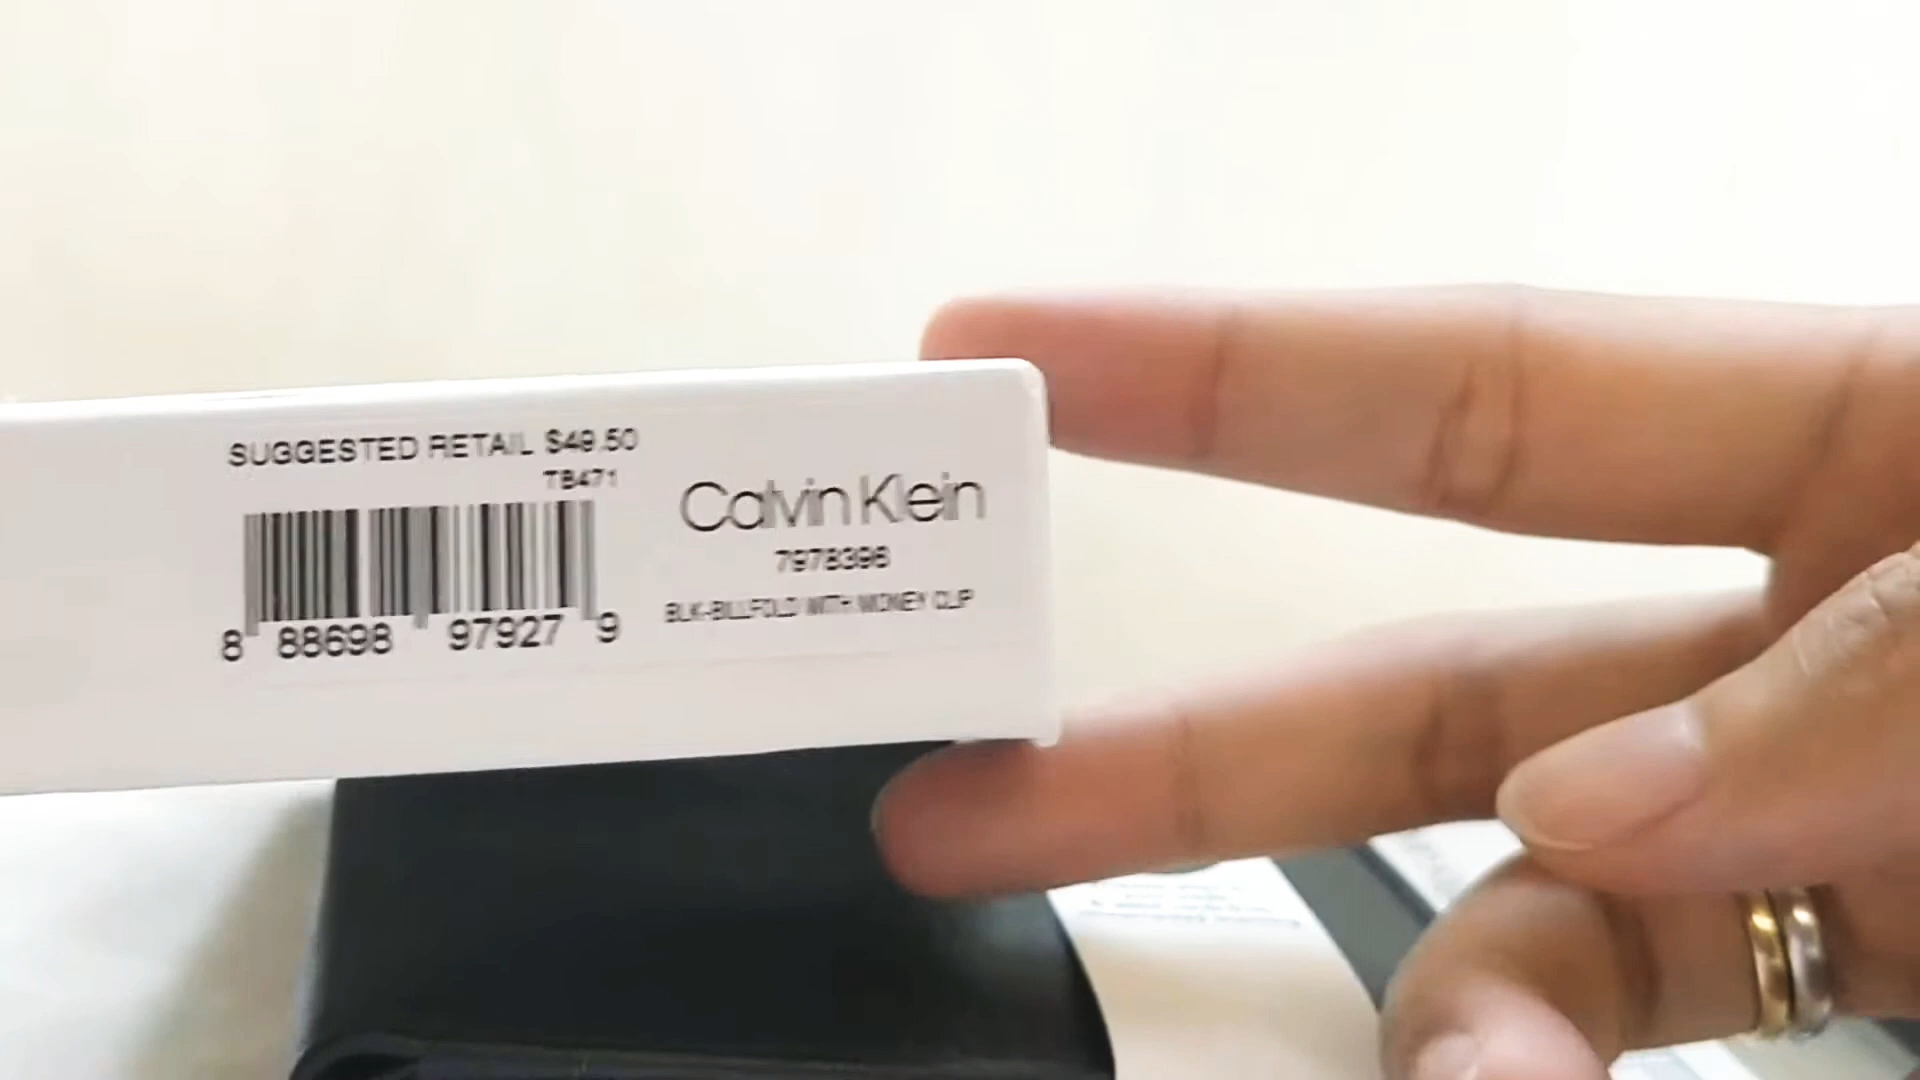 SUGGESTED RETAIL $49.50
TB471
8 88698 97927 9
Calvin Klein
7978396
BLK-BILLFOLD WITH MONEY CLIP